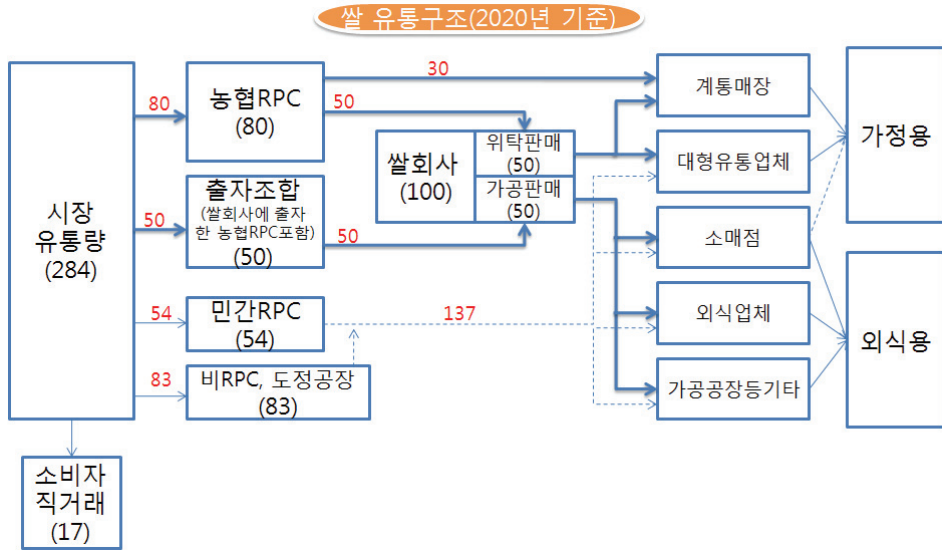 쌀 유통구조(2020년 기준)
시장
유통량
(284)
소비자
직거래
(17)
80
50
54
83
농협RPC
(80)
출자조합
(쌀회사에 출자
한 농협RPC포함)
(50)
민간RPC
(54)
비RPC, 도정공장
(83)
30
50
50
137
쌀회사
(100)
위탁판매
(50)
가공판매
(50)
계통매장
대형유통업체
소매점
외식업체
가공공장등기타
가정용
외식용